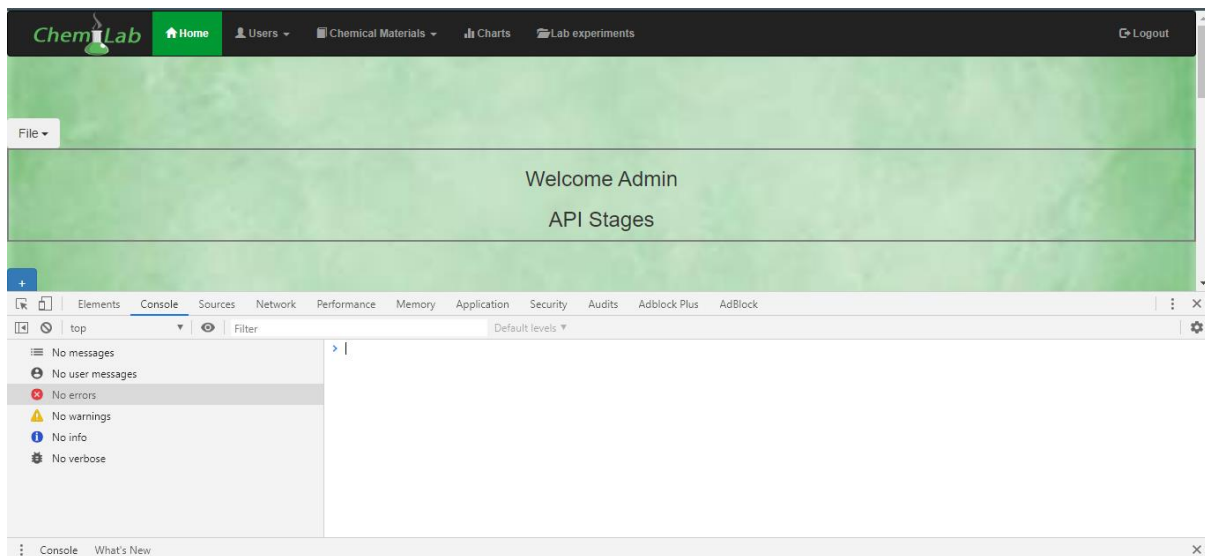 ChemLab Home Users Chemical Materials Charts Lab experiments Logout
File
Welcome Admin
API Stages
+
Elements Console Sources Network Performance Memory Application Security Audits Adblock Plus AdBlock
top Filter Default levels
No messages
No user messages
No errors
No warnings
No info
No verbose
Console What's New